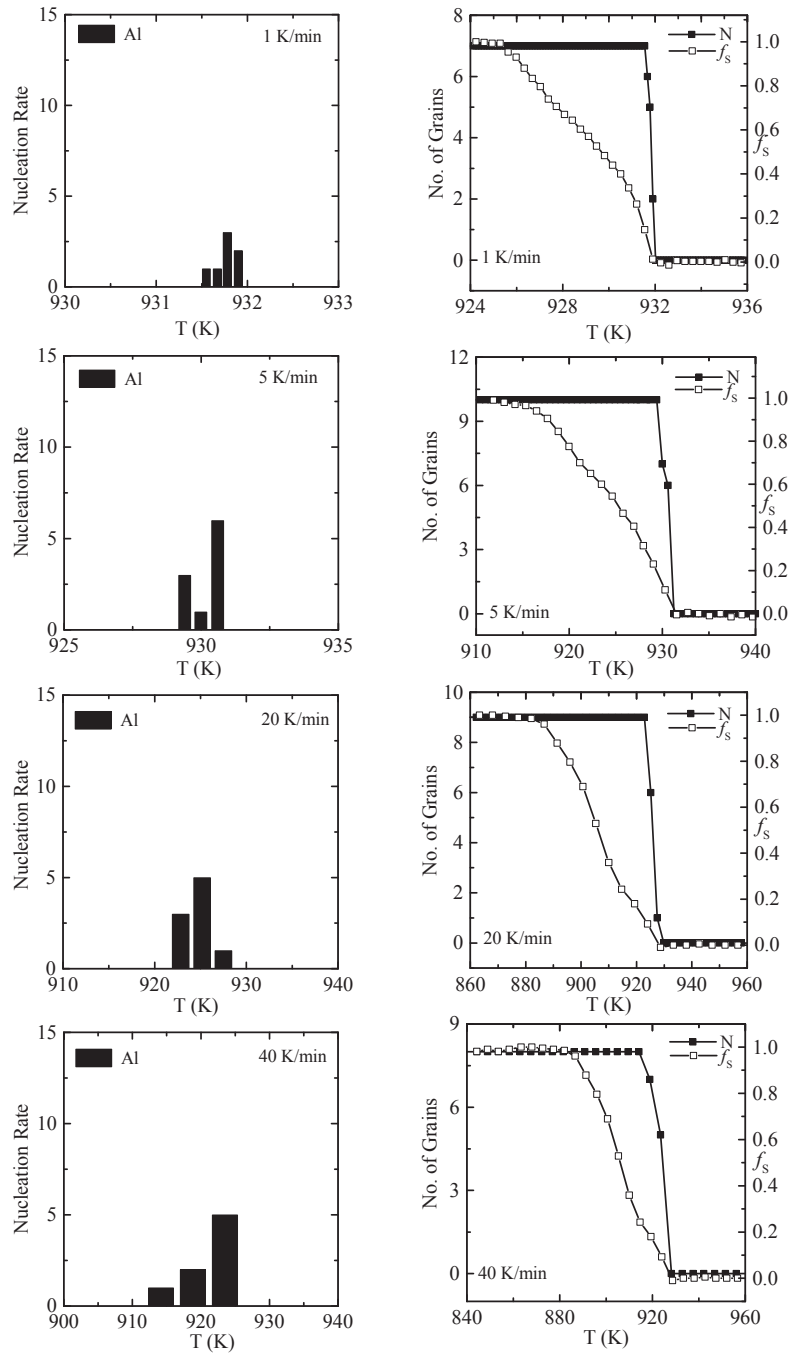 15
10
5
0
Nucleation Rate
Al
1 K/min
930 931 932 933
T (K)
8
6
4
2
0
No. of Grains
N
fS
1.0
0.8
0.6
0.4
0.2
0.0
fS
1 K/min
924 928 932 936
T (K)
15
10
5
0
Nucleation Rate
Al
5 K/min
925 930 935
T (K)
12
9
6
3
0
No. of Grains
N
fS
1.0
0.8
0.6
0.4
0.2
0.0
fS
5 K/min
910 920 930 940
T (K)
15
10
5
0
Nucleation Rate
Al
20 K/min
910 920 930 940
T (K)
10
8
6
4
2
0
No. of Grains
N
fS
1.0
0.8
0.6
0.4
0.2
0.0
fS
20 K/min
860 880 900 920 940 960
T (K)
15
10
5
0
Nucleation Rate
Al
40 K/min
900 910 920 930 940
T (K)
9
6
3
0
No. of Grains
N
fS
1.0
0.8
0.6
0.4
0.2
0.0
fS
40 K/min
840 880 920 960
T (K)